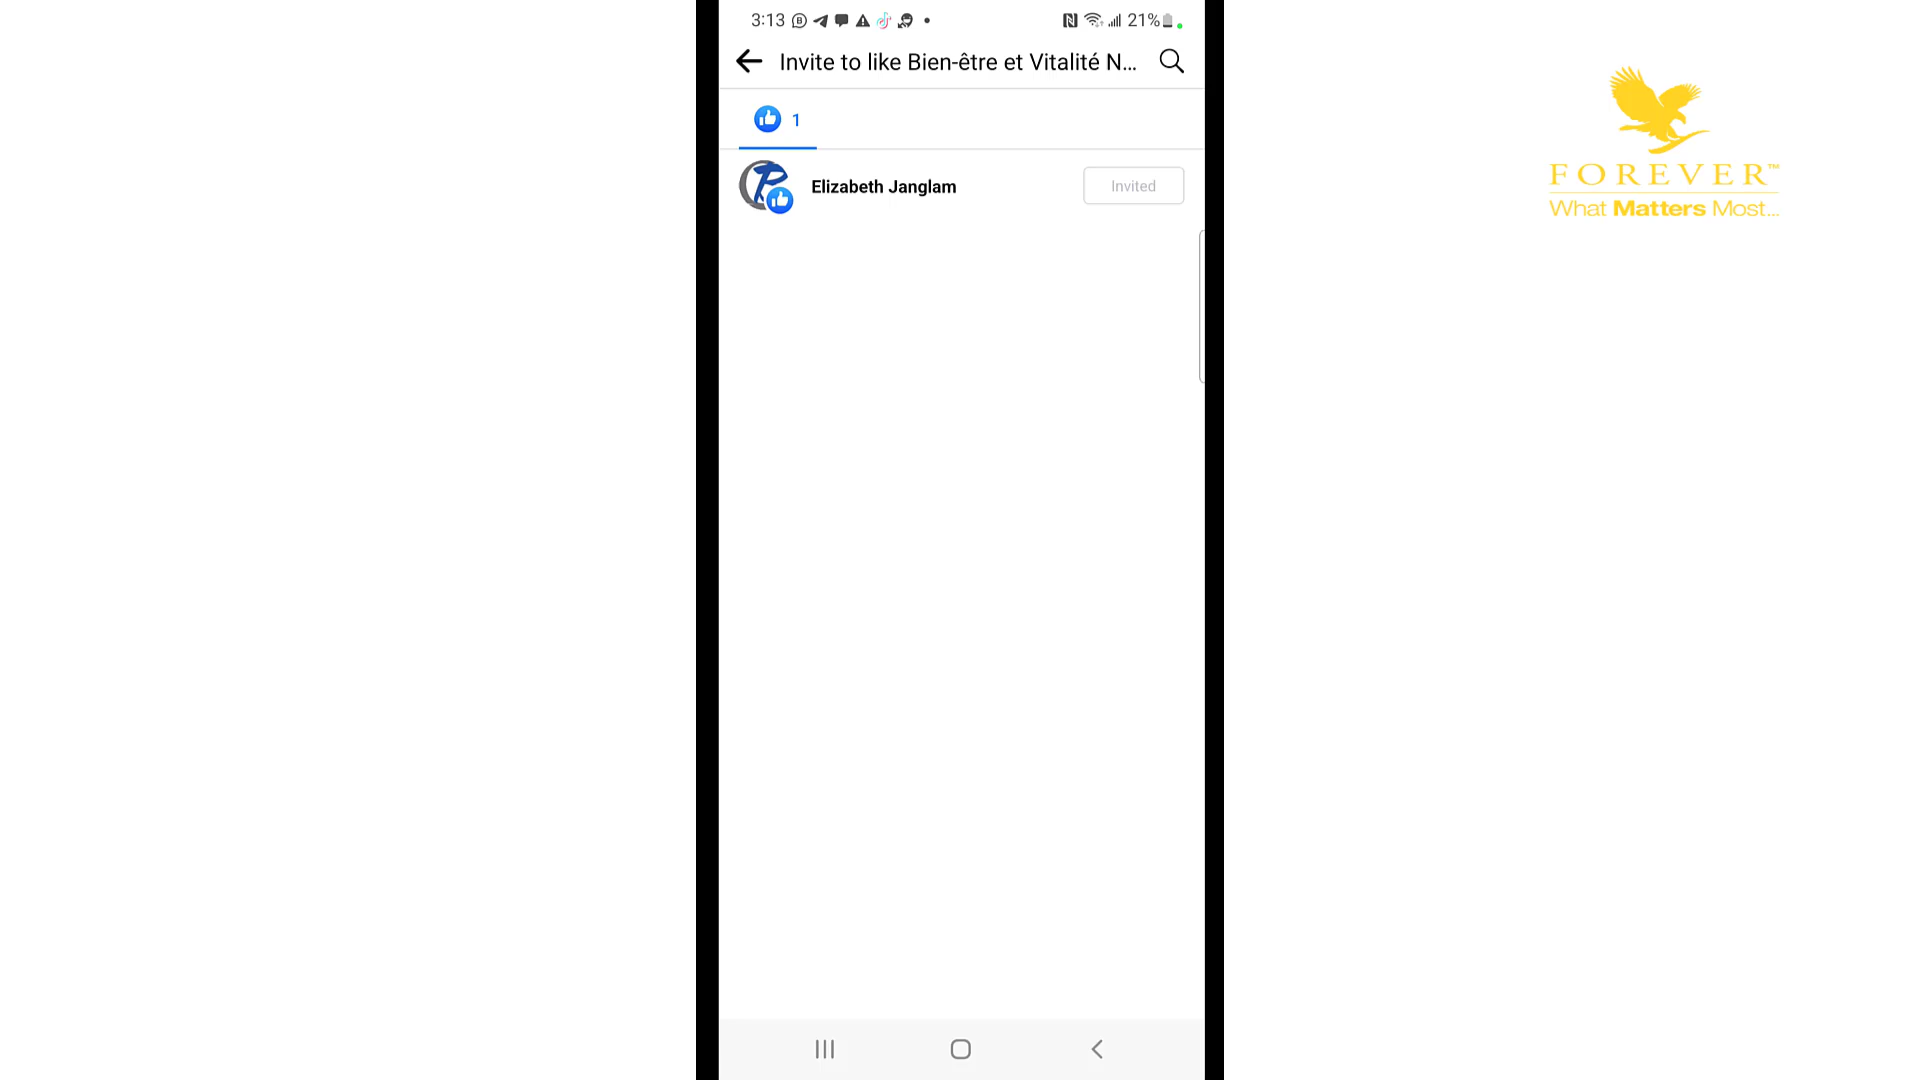 3:13
21%
Invite to like Bien-être et Vitalité N...
1
Elizabeth Janglam
Invited
FOREVER™
What Matters Most...